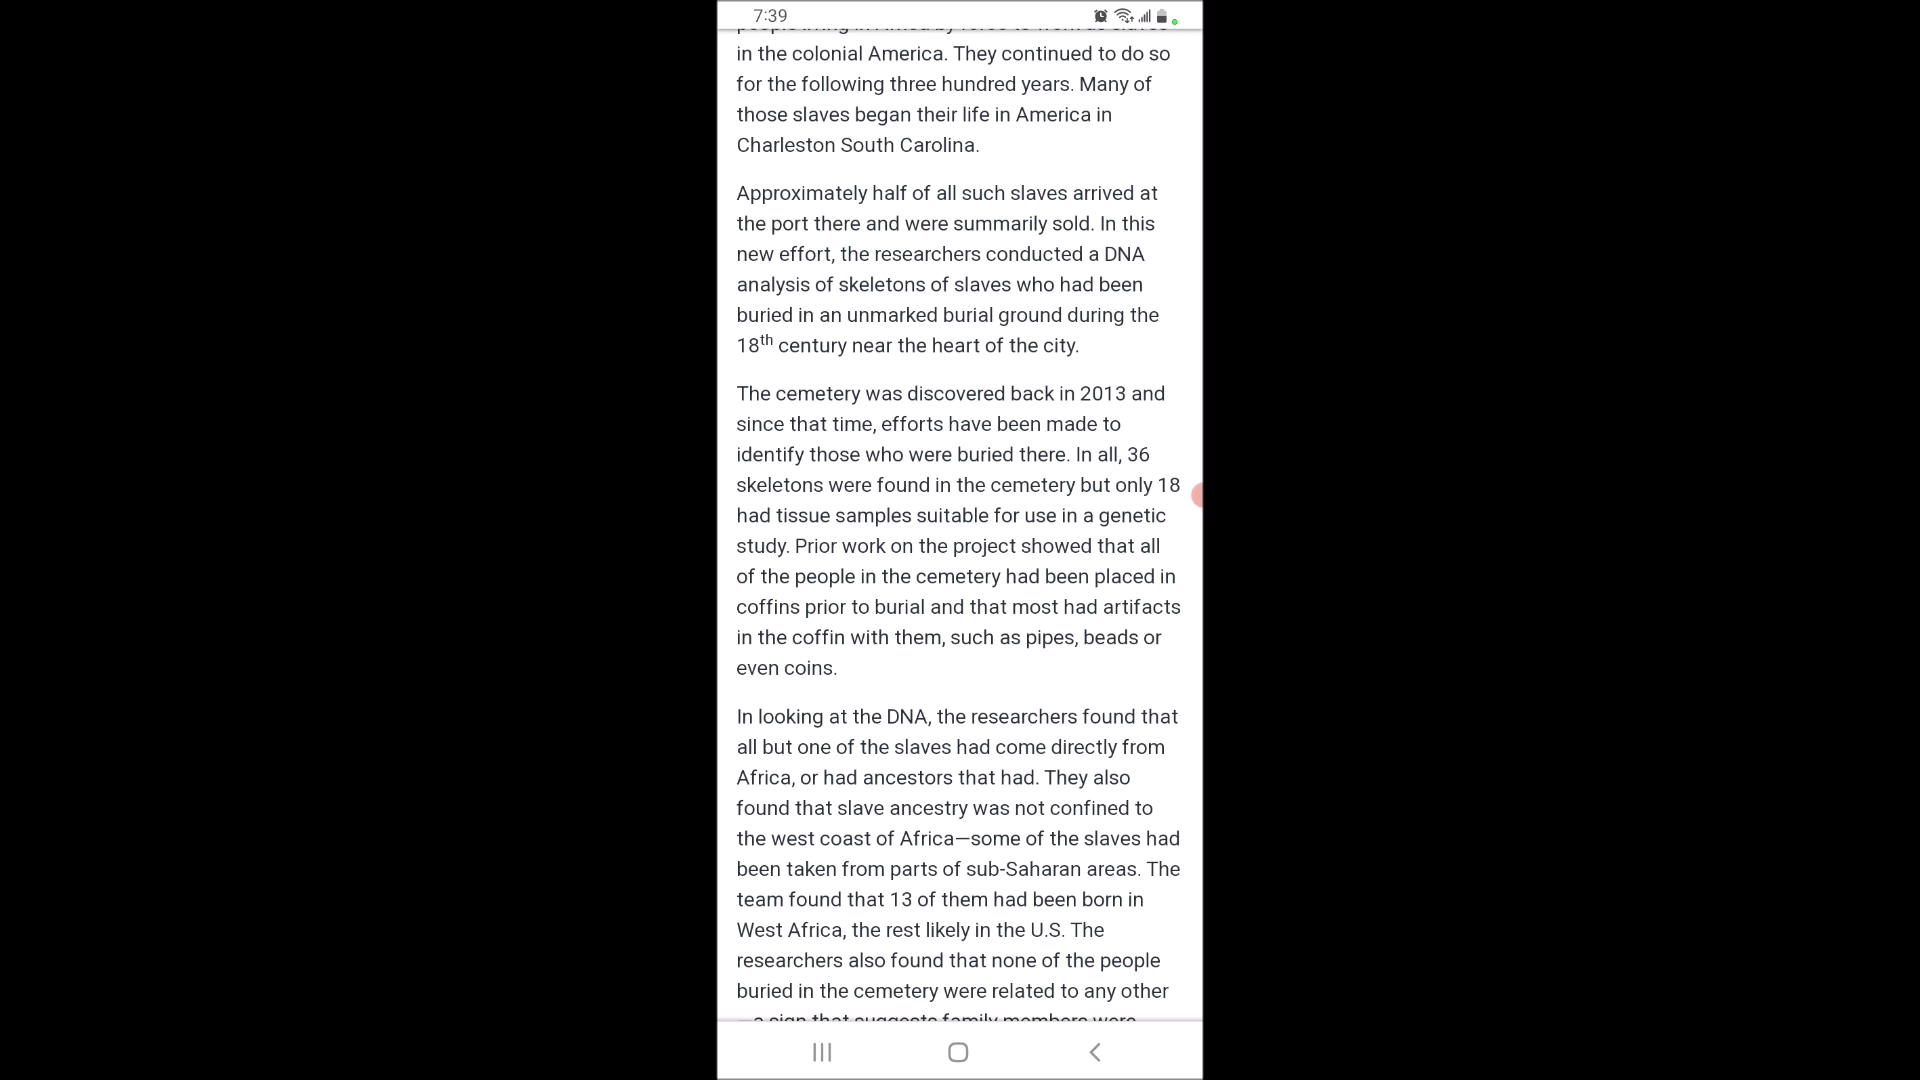 7:39
in the colonial America. They continued to do so
for the following three hundred years. Many of
those slaves began their life in America in
Charleston South Carolina.
Approximately half of all such slaves arrived at
the port there and were summarily sold. In this
new effort, the researchers conducted a DNA
analysis of skeletons of slaves who had been
buried in an unmarked burial ground during the
18th century near the heart of the city.
The cemetery was discovered back in 2013 and
since that time, efforts have been made to
identify those who were buried there. In all, 36
skeletons were found in the cemetery but only 18
had tissue samples suitable for use in a genetic
study. Prior work on the project showed that all
of the people in the cemetery had been placed in
coffins prior to burial and that most had artifacts
in the coffin with them, such as pipes, beads or
even coins.
In looking at the DNA, the researchers found that
all but one of the slaves had come directly from
Africa, or had ancestors that had. They also
found that slave ancestry was not confined to
the west coast of Africa—some of the slaves had
been taken from parts of sub-Saharan areas. The
team found that 13 of them had been born in
West Africa, the rest likely in the U.S. The
researchers also found that none of the people
buried in the cemetery were related to any other
—a sign that suggests family members were